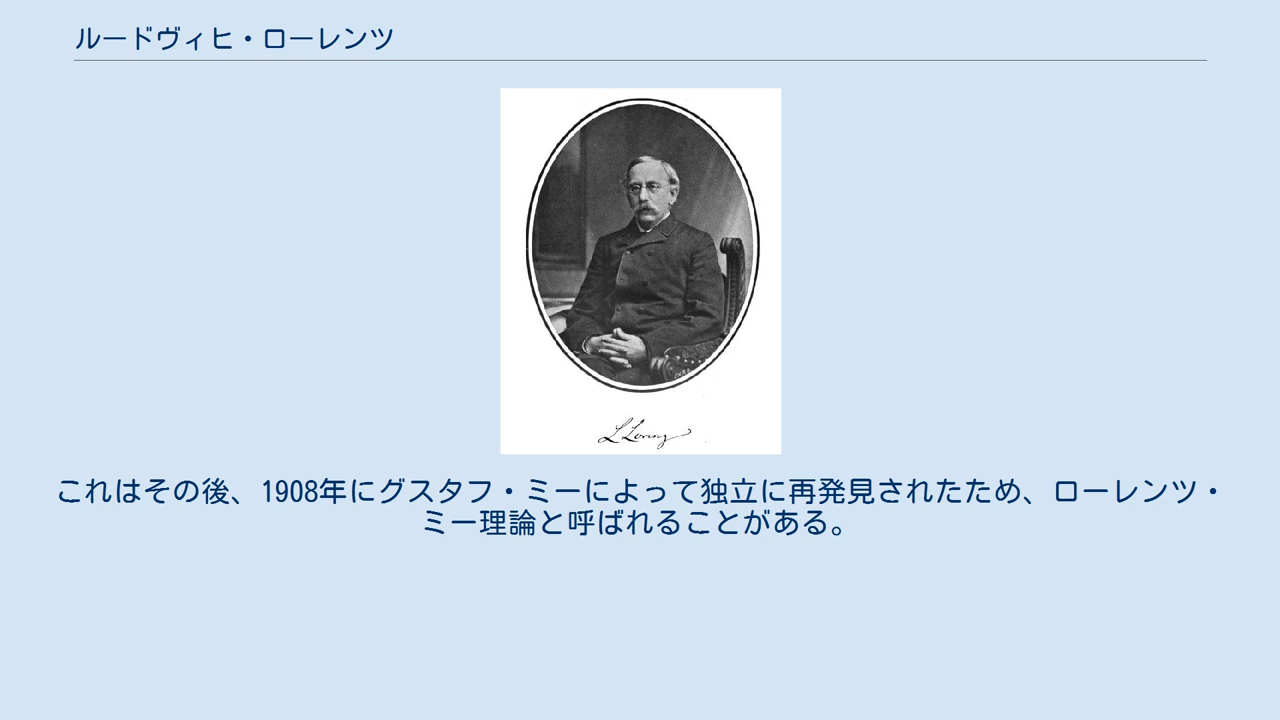 ルードヴィヒ・ローレンツ
L Lorenz
これはその後、1908年にグスタフ・ミーによって独立に再発見されたため、ローレンツ・
ミー理論と呼ばれることがある。